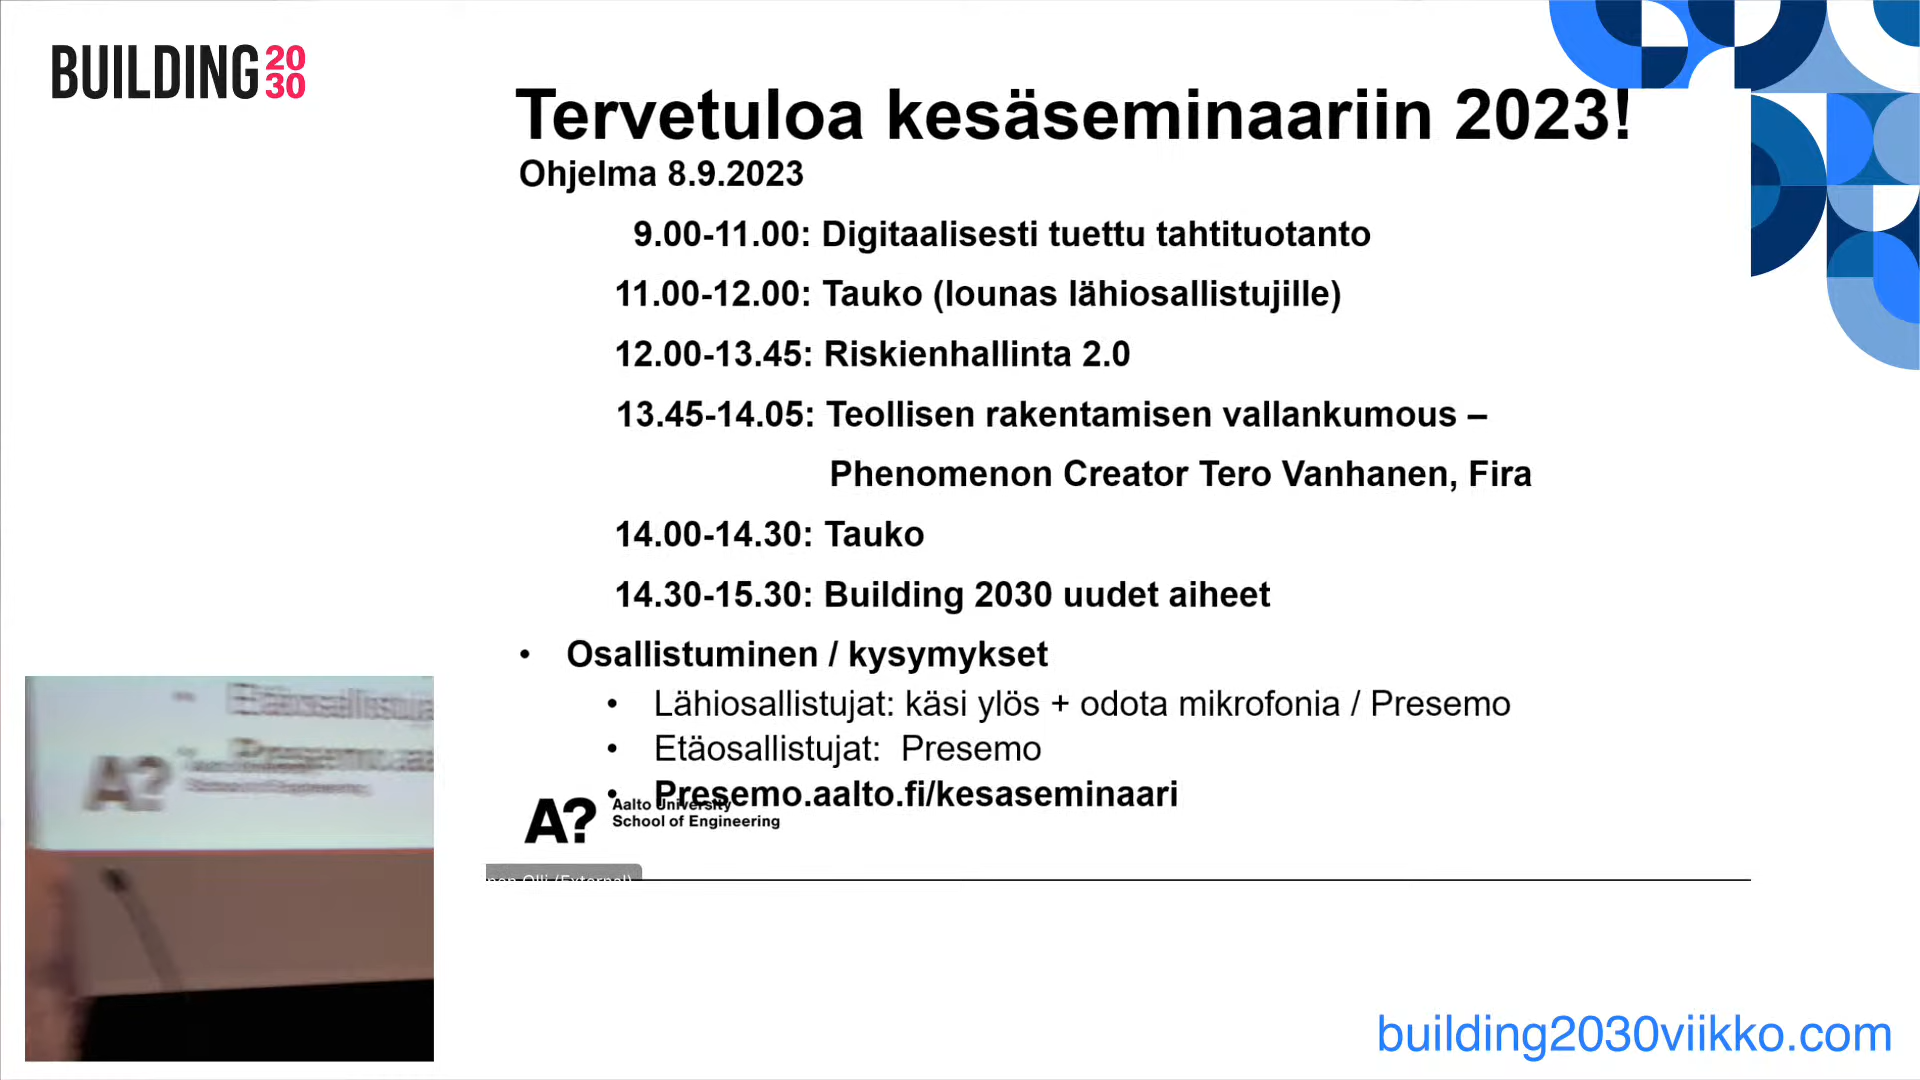 BUILDING 20
30
Tervetuloa kesäseminaariin 2023!
Ohjelma 8.9.2023
9.00-11.00: Digitaalisesti tuettu tahtituotanto
11.00-12.00: Tauko (lounas lähiosallistujille)
12.00-13.45: Riskienhallinta 2.0
13.45-14.05: Teollisen rakentamisen vallankumous –
Phenomenon Creator Tero Vanhanen, Fira
14.00-14.30: Tauko
14.30-15.30: Building 2030 uudet aiheet
• Osallistuminen / kysymykset
• Lähiosallistujat: käsi ylös + odota mikrofonia / Presemo
• Etäosallistujat: Presemo
• Presemo.aalto.fi/kesaseminaari
A? Aalto University
School of Engineering
Olli (External)
A?
building2030viikko.com